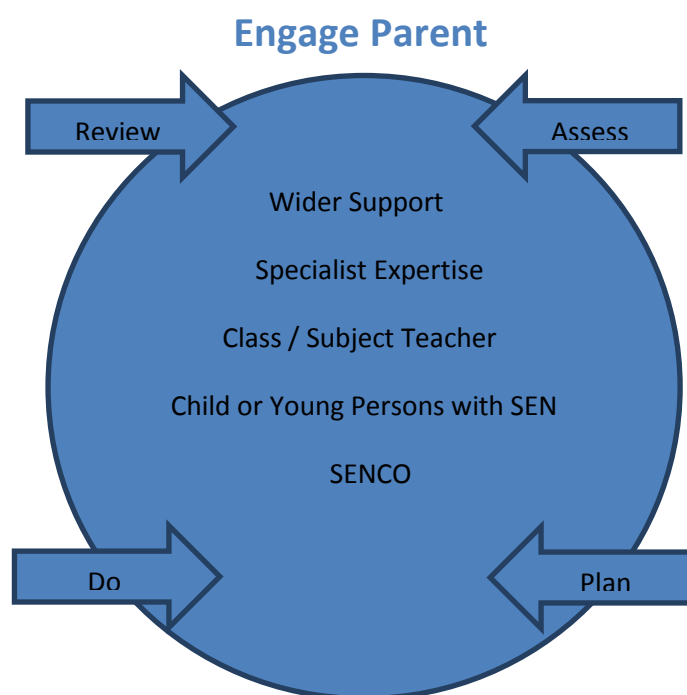 Engage Parent
Review
Assess
Wider Support
Specialist Expertise
Class / Subject Teacher
Child or Young Persons with SEN
SENCO
Do
Plan